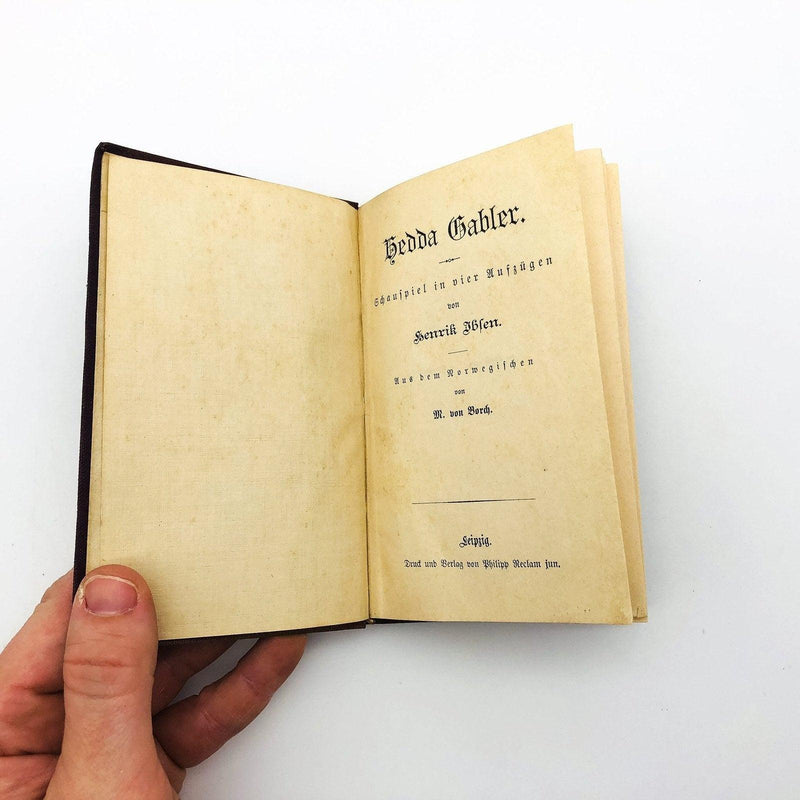 Hedda Gabler.
Schauſpiel in vier Aufzügen
von
Henrik Ibſen.
Aus dem Norwegiſchen
von
M. von Borch.
Leipzig.
Druck und Verlag von Philipp Reclam jun.